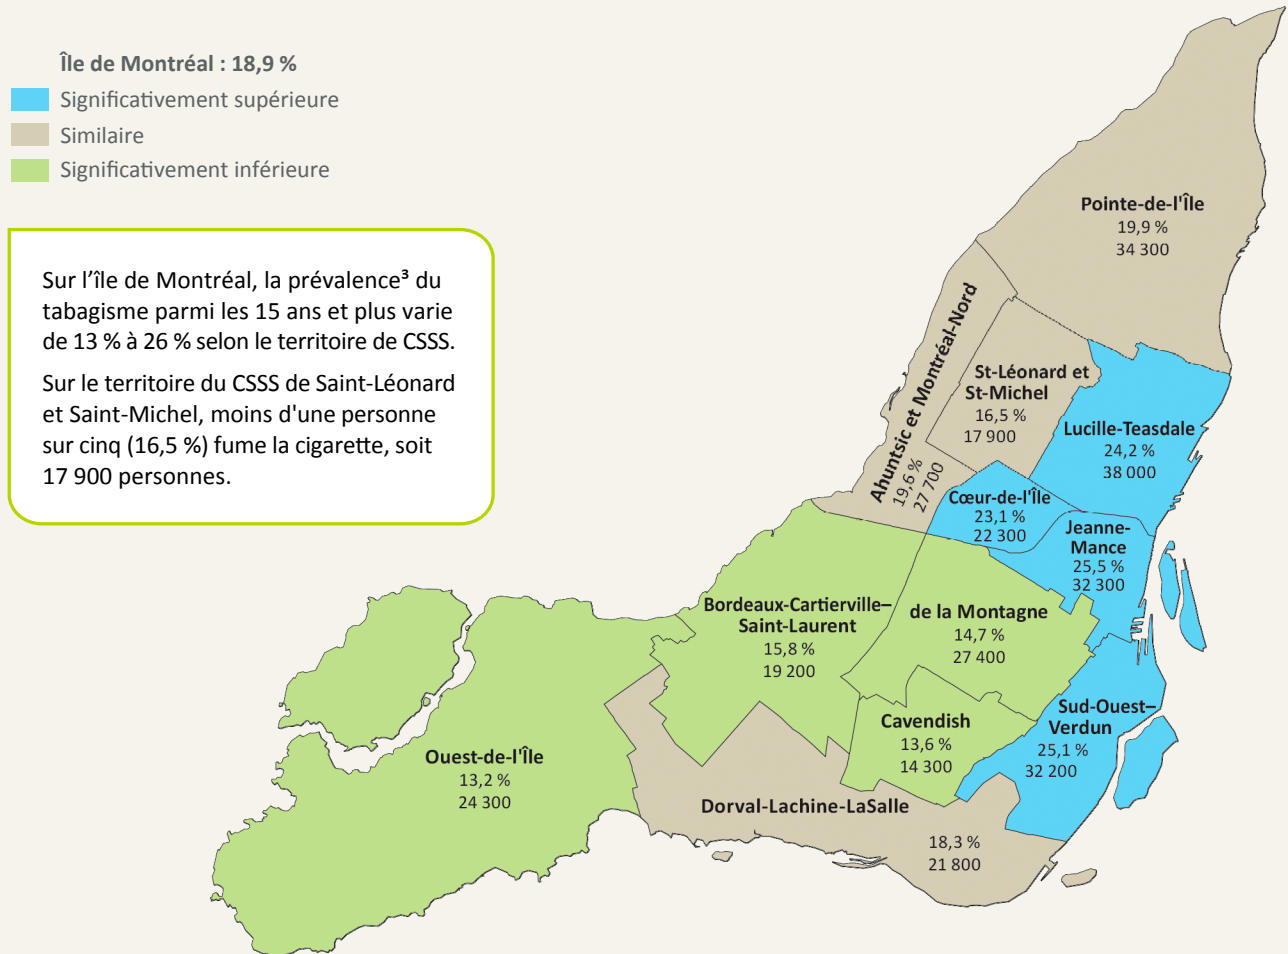 Île de Montréal : 18,9 %
Significativement supérieure
Similaire
Significativement inférieure
Sur l’île de Montréal, la prévalence³ du
tabagisme parmi les 15 ans et plus varie
de 13 % à 26 % selon le territoire de CSSS.
Sur le territoire du CSSS de Saint-Léonard
et Saint-Michel, moins d'une personne
sur cinq (16,5 %) fume la cigarette, soit
17 900 personnes.
Pointe-de-l'Île
19,9 %
34 300
Ahuntsic et Montréal-Nord
19,6 %
27 700
St-Léonard et
St-Michel
16,5 %
17 900
Lucille-Teasdale
24,2 %
38 000
Cœur-de-l'Île
23,1 %
22 300
Jeanne-
Mance
25,5 %
32 300
Bordeaux-Cartierville–
Saint-Laurent
15,8 %
19 200
de la Montagne
14,7 %
27 400
Cavendish
13,6 %
14 300
Sud-Ouest–
Verdun
25,1 %
32 200
Ouest-de-l'Île
13,2 %
24 300
Dorval-Lachine-LaSalle
18,3 %
21 800